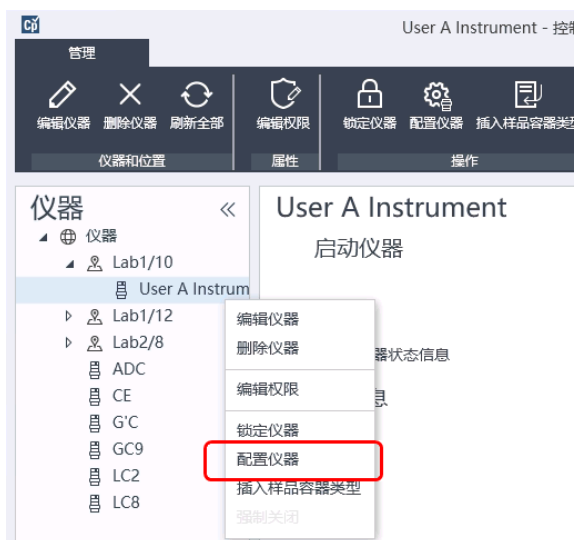 User A Instrument - 控制
管理
编辑仪器 删除仪器 刷新全部 编辑权限 锁定仪器 配置仪器 插入样品容器类型
仪器和位置 属性 操作
仪器
User A Instrument
仪器
启动仪器
Lab1/10
User A Instrum
Lab1/12
编辑仪器
Lab2/8
删除仪器
器状态信息
ADC
CE
编辑权限
息
G'C
锁定仪器
GC9
配置仪器
LC2
插入样品容器类型
LC8
强制关闭